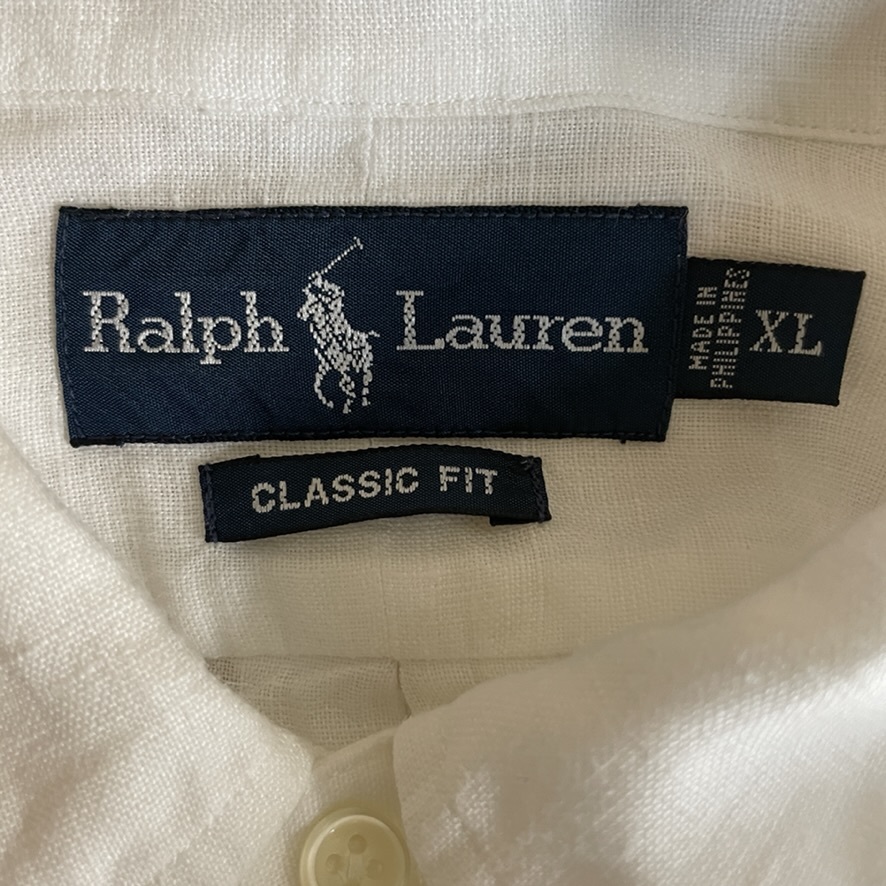 Ralph Lauren
MADE IN
PHILIPPINES
XL
CLASSIC FIT